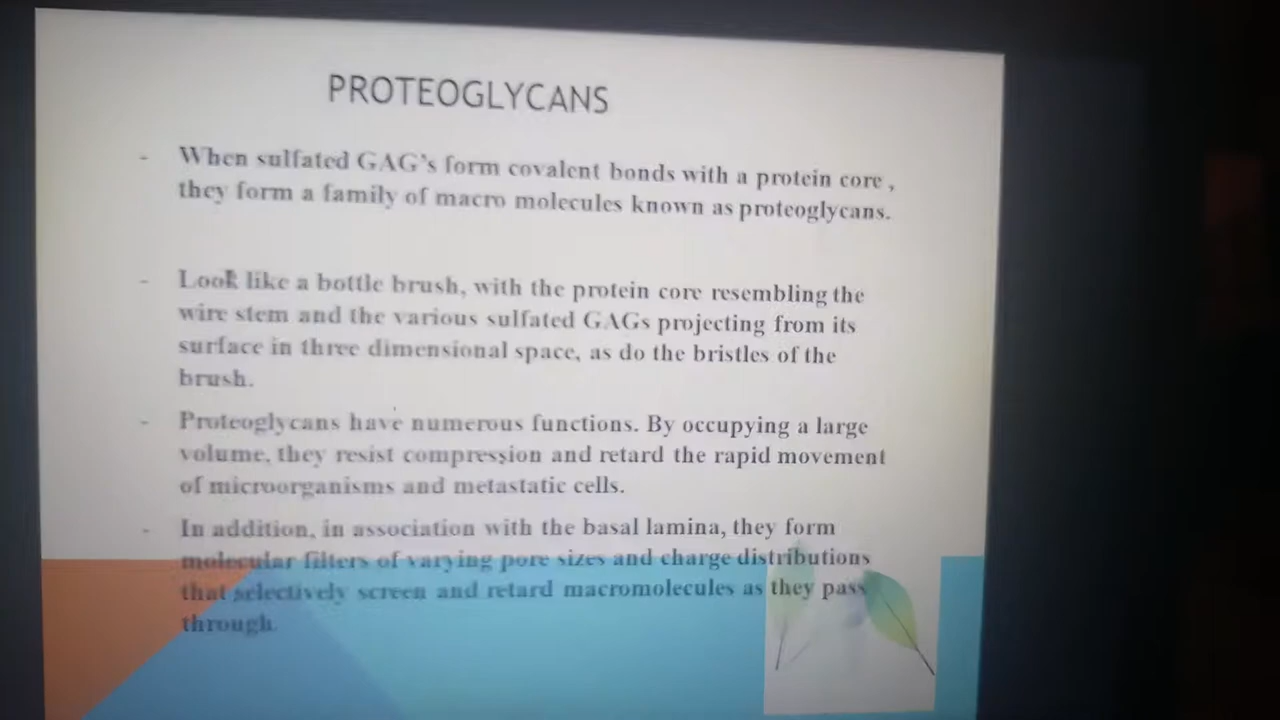 PROTEOGLYCANS
- When sulfated GAG's form covalent bonds with a protein core ,
they form a family of macro molecules known as proteoglycans.
- Look like a bottle brush, with the protein core resembling the
wire stem and the various sulfated GAGs projecting from its
surface in three dimensional space, as do the bristles of the
brush.
- Proteoglycans have numerous functions. By occupying a large
volume, they resist compression and retard the rapid movement
of microorganisms and metastatic cells.
- In addition, in association with the basal lamina, they form
molecular filters of varying pore sizes and charge distributions
that selectively screen and retard macromolecules as they pass
through.